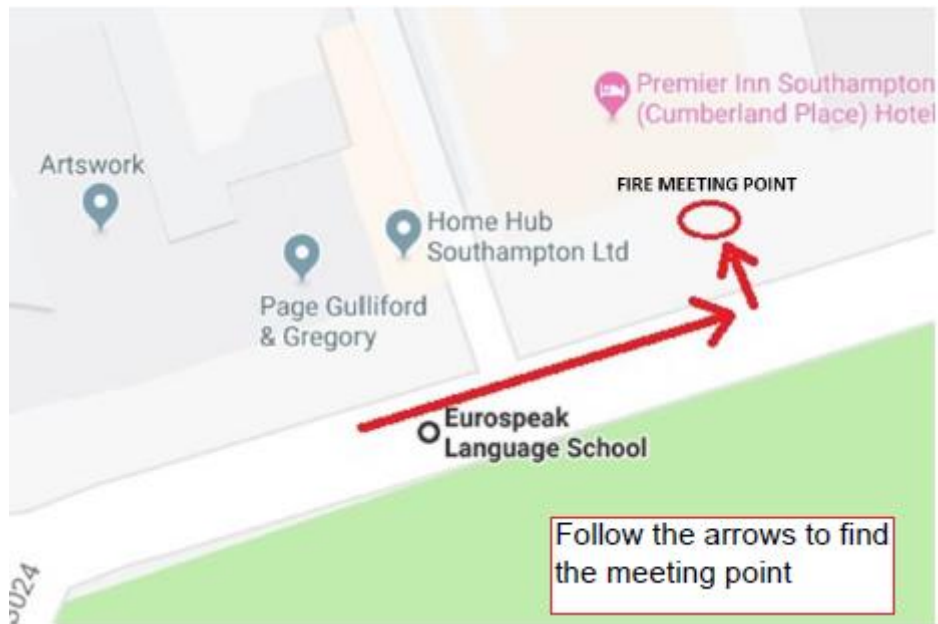 Premier Inn Southampton
(Cumberland Place) Hotel
Artswork
FIRE MEETING POINT
Home Hub
Southampton Ltd
Page Gulliford
& Gregory
Eurospeak
Language School
Follow the arrows to find
the meeting point